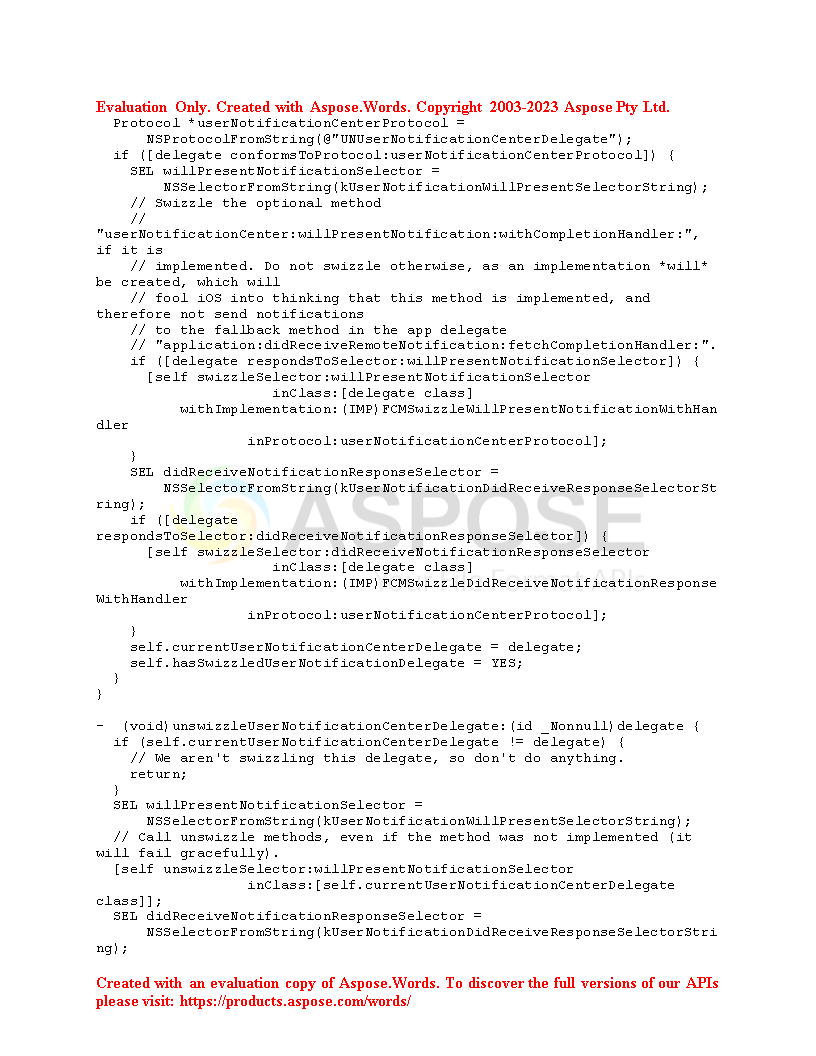 Evaluation Only. Created with Aspose.Words. Copyright 2003-2023 Aspose Pty Ltd.
  Protocol *userNotificationCenterProtocol =
      NSProtocolFromString(@"UNUserNotificationCenterDelegate");
  if ([delegate conformsToProtocol:userNotificationCenterProtocol]) {
    SEL willPresentNotificationSelector =
        NSSelectorFromString(kUserNotificationWillPresentSelectorString);
    // Swizzle the optional method
    //
"userNotificationCenter:willPresentNotification:withCompletionHandler:",
if it is
    // implemented. Do not swizzle otherwise, as an implementation *will*
be created, which will
    // fool iOS into thinking that this method is implemented, and
therefore not send notifications
    // to the fallback method in the app delegate
    // "application:didReceiveRemoteNotification:fetchCompletionHandler:".
    if ([delegate respondsToSelector:willPresentNotificationSelector]) {
      [self swizzleSelector:willPresentNotificationSelector
                     inClass:[delegate class]
          withImplementation:(IMP)FCMSwizzleWillPresentNotificationWithHan
dler
                  inProtocol:userNotificationCenterProtocol];
    }
    SEL didReceiveNotificationResponseSelector =
        NSSelectorFromString(kUserNotificationDidReceiveResponseSelectorSt
ring);
    if ([delegate
respondsToSelector:didReceiveNotificationResponseSelector]) {
      [self swizzleSelector:didReceiveNotificationResponseSelector
                     inClass:[delegate class]
          withImplementation:(IMP)FCMSwizzleDidReceiveNotificationResponse
WithHandler
                  inProtocol:userNotificationCenterProtocol];
    }
    self.currentUserNotificationCenterDelegate = delegate;
    self.hasSwizzledUserNotificationDelegate = YES;
  }
}

-  (void)unswizzleUserNotificationCenterDelegate:(id _Nonnull)delegate {
  if (self.currentUserNotificationCenterDelegate != delegate) {
    // We aren't swizzling this delegate, so don't do anything.
    return;
  }
  SEL willPresentNotificationSelector =
      NSSelectorFromString(kUserNotificationWillPresentSelectorString);
  // Call unswizzle methods, even if the method was not implemented (it
will fail gracefully).
  [self unswizzleSelector:willPresentNotificationSelector
                  inClass:[self.currentUserNotificationCenterDelegate
class]];
  SEL didReceiveNotificationResponseSelector =
      NSSelectorFromString(kUserNotificationDidReceiveResponseSelectorStri
ng);
ASPOSE
Created with an evaluation copy of Aspose.Words. To discover the full versions of our APIs
please visit: https://products.aspose.com/words/